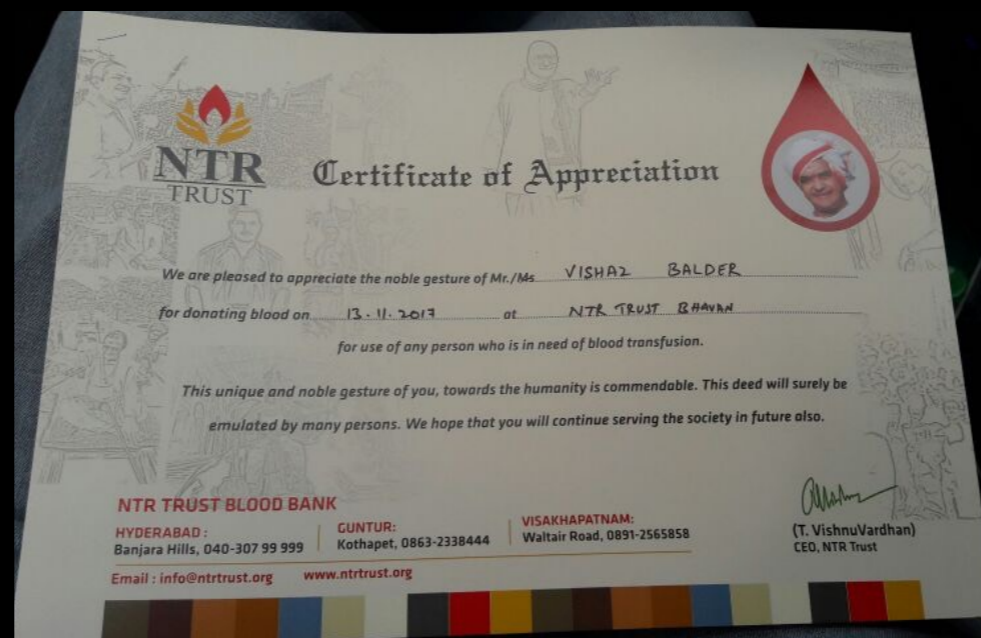 NTR
TRUST
Certificate of Appreciation
We are pleased to appreciate the noble gesture of Mr./Ms VISHAL BALDER
for donating blood on 13.11.2017 at NTR TRUST BHAVAN
for use of any person who is in need of blood transfusion.
This unique and noble gesture of you, towards the humanity is commendable. This deed will surely be
emulated by many persons. We hope that you will continue serving the society in future also.
NTR TRUST BLOOD BANK
HYDERABAD :
Banjara Hills, 040-307 99 999
GUNTUR:
Kothapet, 0863-2338444
VISAKHAPATNAM:
Waltair Road, 0891-2565858
(T. VishnuVardhan)
CEO, NTR Trust
Email : info@ntrtrust.org www.ntrtrust.org